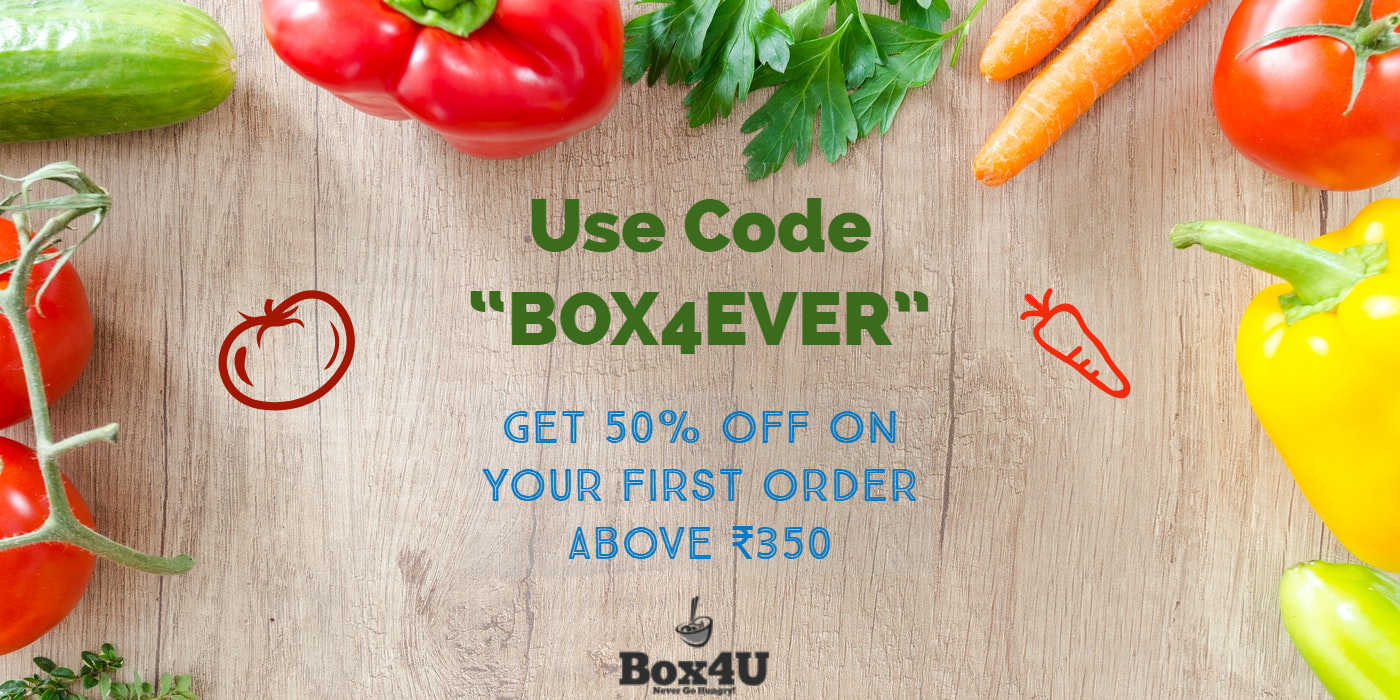 Use Code
“BOX4EVER”
GET 50% OFF ON
YOUR FIRST ORDER
ABOVE ₹350
Box4U
Never Go Hungry!